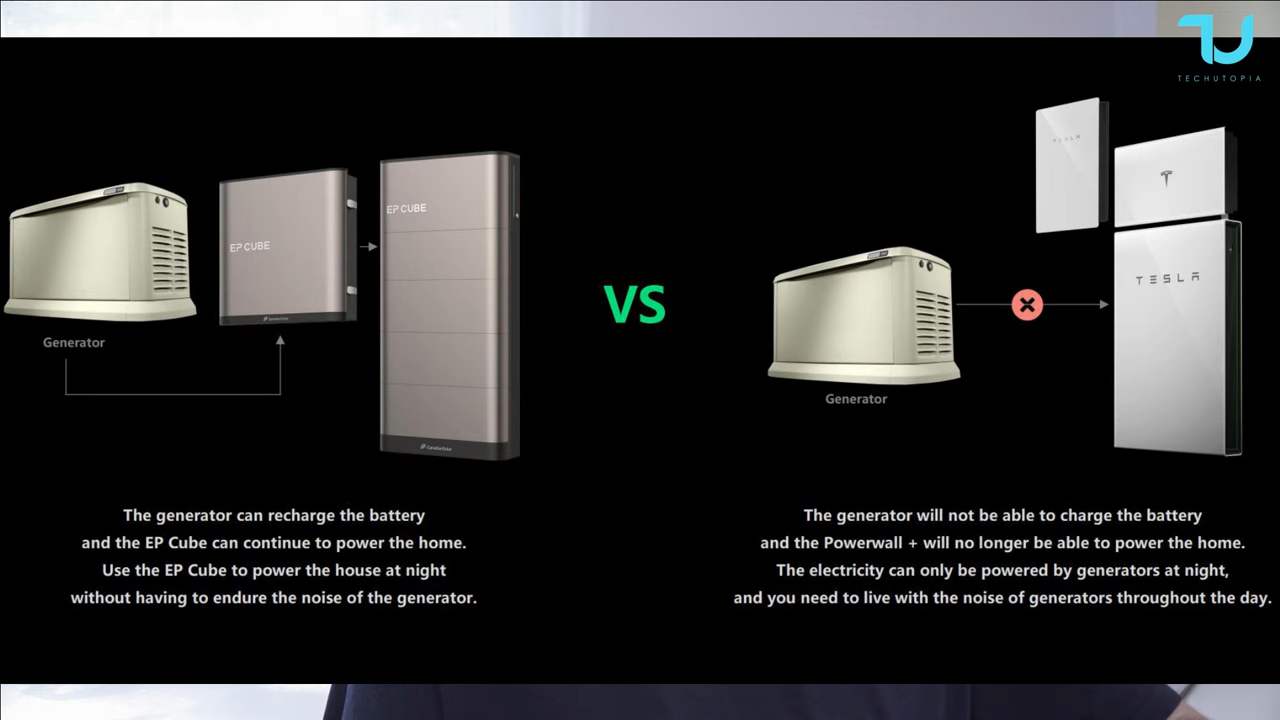 TECHUTOPIA
EP CUBE
EP CUBE
Generator
The generator can recharge the battery
and the EP Cube can continue to power the home.
Use the EP Cube to power the house at night
without having to endure the noise of the generator.
VS
TESLA
TESLA
Generator
The generator will not be able to charge the battery
and the Powerwall + will no longer be able to power the home.
The electricity can only be powered by generators at night,
and you need to live with the noise of generators throughout the day.